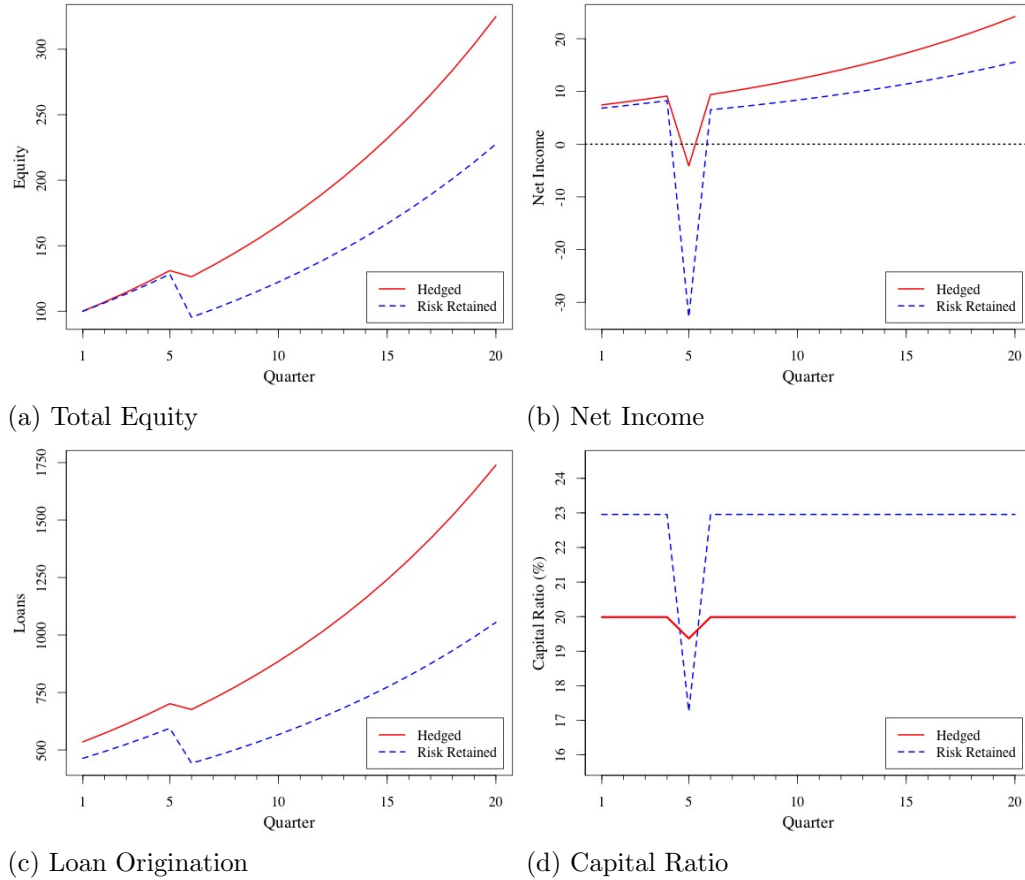 300
250
200
150
100
Equity
Hedged
Risk Retained
1
5
10
15
20
Quarter
(a) Total Equity
20
10
0
-10
-20
-30
Net Income
Hedged
Risk Retained
1
5
10
15
20
Quarter
(b) Net Income
1750
1500
1250
1000
750
500
Loans
Hedged
Risk Retained
1
5
10
15
20
Quarter
(c) Loan Origination
24
23
22
21
20
19
18
17
16
Capital Ratio (%)
Hedged
Risk Retained
1
5
10
15
20
Quarter
(d) Capital Ratio